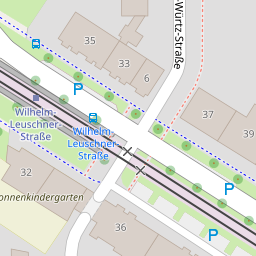 35
33
6
-Würtz-Straße
P
Wilhelm-
Leuschner-
Straße
Wilhelm-
Leuschner-
Straße
37
39
32
onnenkindergarten
P
36
P